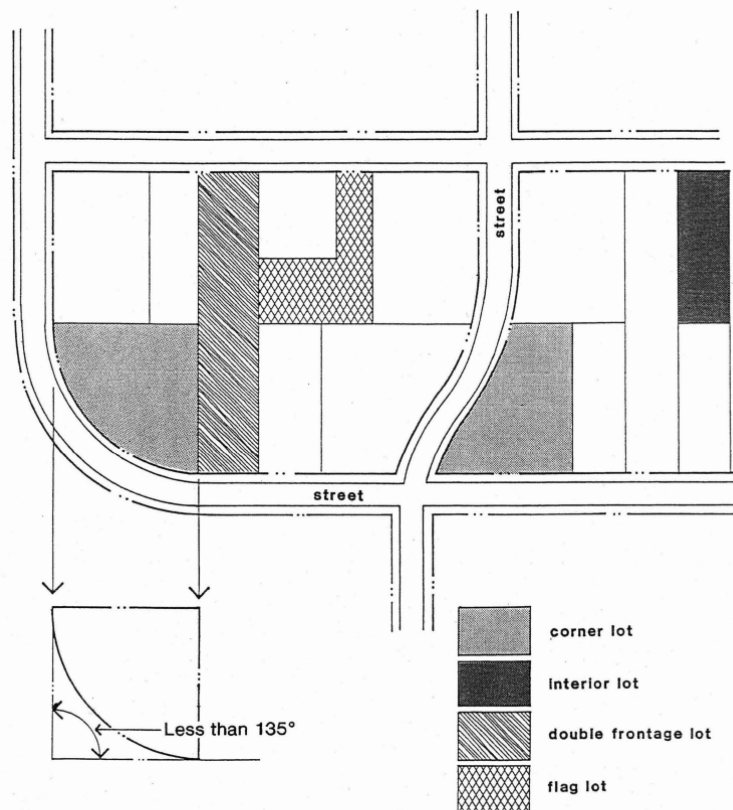 street
street
Less than 135°
corner lot
interior lot
double frontage lot
flag lot